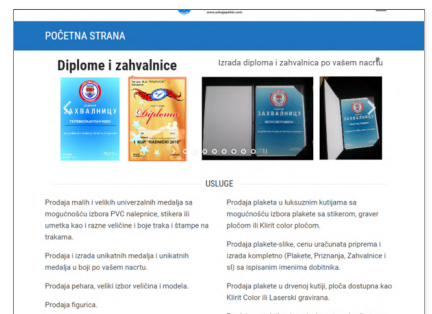 www.uslugepeklar.com
POČETNA STRANA
Diplome i zahvalnice
Izrada diploma i zahvalnica po vašem nacrtu
ЗАХВАЛНИЦУ
Diploma
ЗАХВАЛНИЦУ
ЗАХВАЛНИЦУ
USLUGE
Prodaja malih i velikih univerzalnih medalja sa
mogućnošću izbora PVC nalepnice, stikera ili
umetka kao i razne veličine i boje traka i štampe na
trakama.
Prodaja i izrada unikatnih medalja i unikatnih
medalja u boji po vašem nacrtu.
Prodaja pehara, veliki izbor veličina i modela.
Prodaja figurica.
Prodaja plaketa u luksuznim kutijama sa
mogućnošću izbora plakete sa stikerom, graver
pločom ili Klirit color pločom.
Prodaja plakete-slike, cenu uračunata priprema i
izrada kompletno (Plakete, Priznanja, Zahvalnice i
sl) sa ispisanim imenima dobitnika.
Prodaja plakete u drvenoj kutiji, ploča dostupna kao
Klirit Color ili Laserski gravirana.